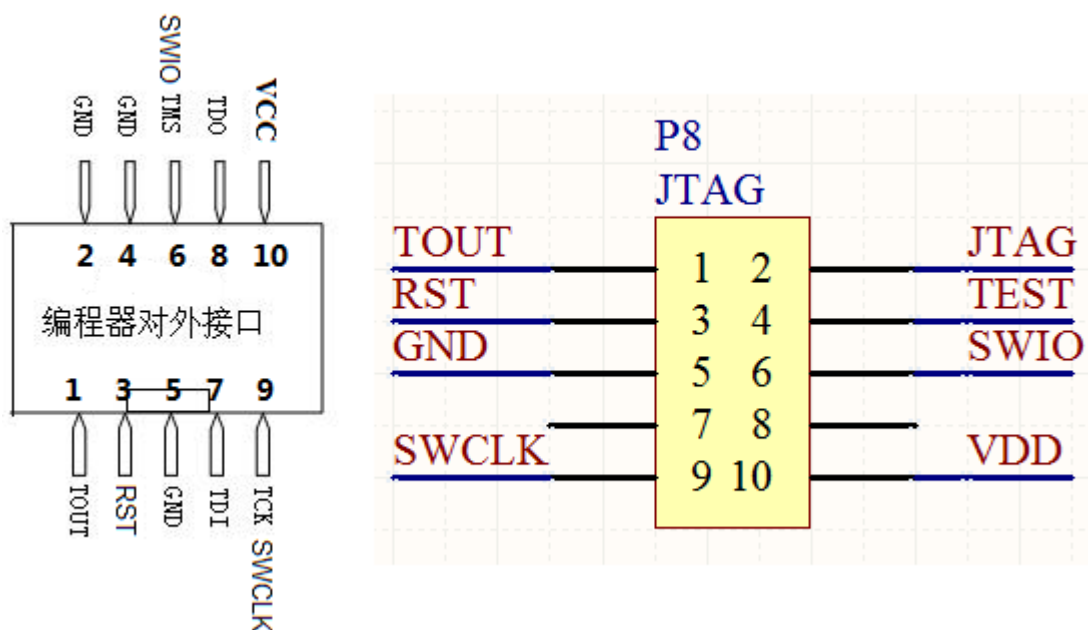 GND GND SWIO TMS TDO VCC
2 4 6 8 10
编程器对外接口
1 3 5 7 9
TOUT RST GND TDI TCK SWCLK
P8
JTAG
TOUT 1 2 JTAG
RST 3 4 TEST
GND 5 6 SWIO
7 8
SWCLK 9 10 VDD